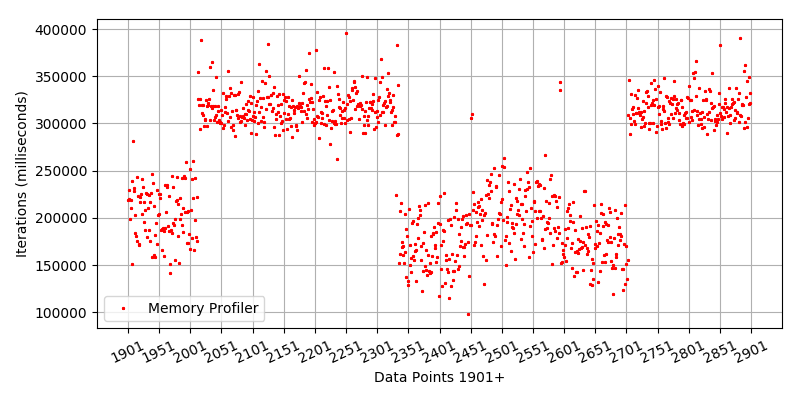 400000
350000
300000
250000
200000
150000
100000
Iterations (milliseconds)
Memory Profiler
1901 1951 2001 2051 2101 2151 2201 2251 2301 2351 2401 2451 2501 2551 2601 2651 2701 2751 2801 2851 2901
Data Points 1901+